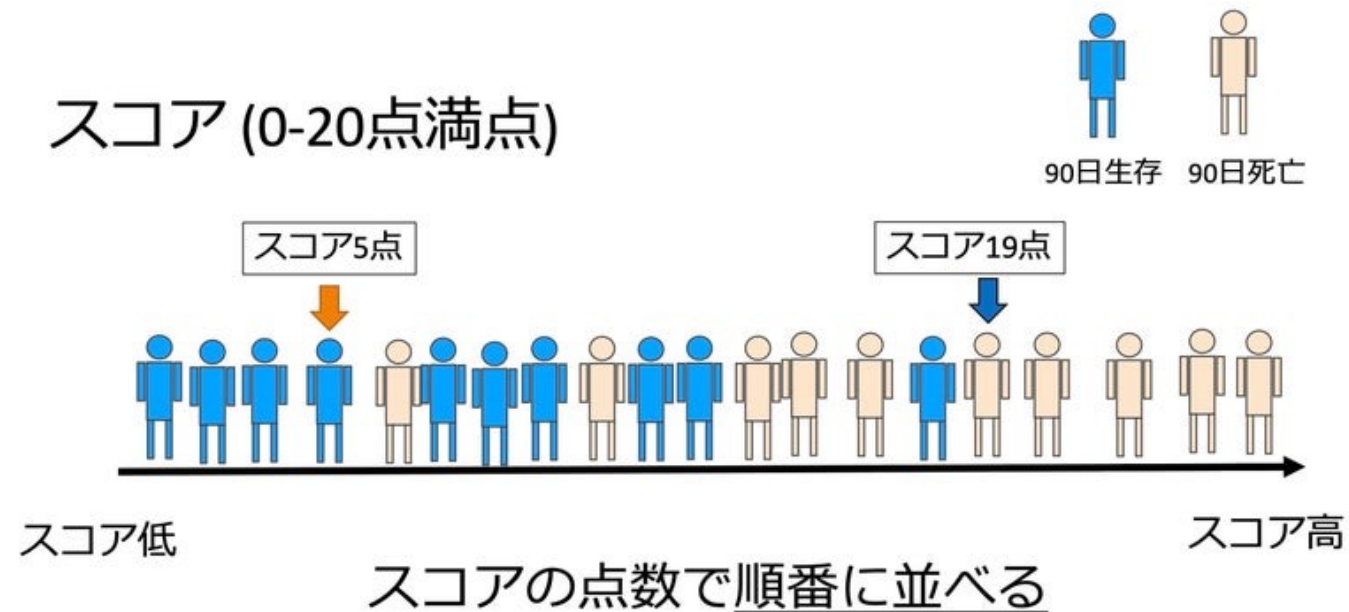 スコア (0-20点満点)
90日生存
90日死亡
スコア5点
スコア19点
スコア低
スコア高
スコアの点数で順番に並べる